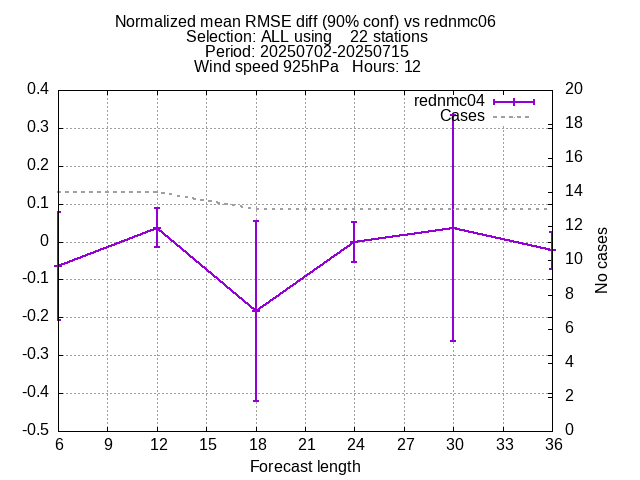 Normalized mean RMSE diff (90% conf) vs rednmc06
Selection: ALL using    22 stations
Period: 20250702-20250715
Wind speed 925hPa   Hours: 12
rednmc04
Cases
0.4
0.3
0.2
0.1
0
-0.1
-0.2
-0.3
-0.4
-0.5
20
18
16
14
12
10
8
6
4
2
0
No cases
6 9 12 15 18 21 24 27 30 33 36
Forecast length